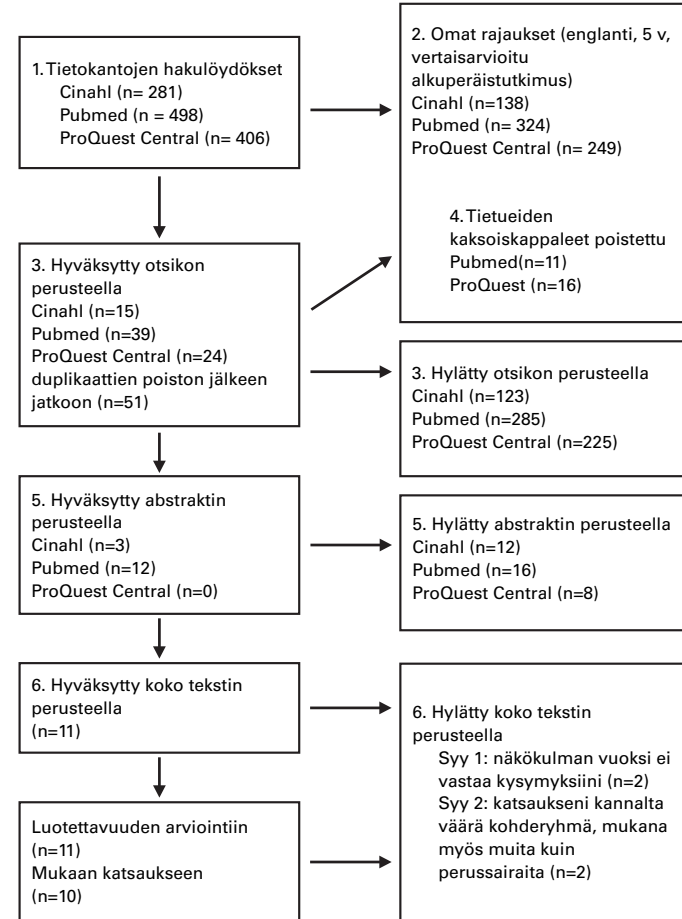 1. Tietokantojen hakulöydökset
Cinahl (n= 281)
Pubmed (n = 498)
ProQuest Central (n= 406)
2. Omat rajaukset (englanti, 5 v,
vertaisarvioitu
alkuperäistutkimus)
Cinahl (n=138)
Pubmed (n= 324)
ProQuest Central (n= 249)
4. Tietueiden
kaksoiskappaleet poistettu
Pubmed(n=11)
ProQuest (n=16)
3. Hyväksytty otsikon
perusteella
Cinahl (n=15)
Pubmed (n=39)
ProQuest Central (n=24)
duplikaattien poiston jälkeen
jatkoon (n=51)
3. Hylätty otsikon perusteella
Cinahl (n=123)
Pubmed (n=285)
ProQuest Central (n=225)
5. Hyväksytty abstraktin
perusteella
Cinahl (n=3)
Pubmed (n=12)
ProQuest Central (n=0)
5. Hylätty abstraktin perusteella
Cinahl (n=12)
Pubmed (n=16)
ProQuest Central (n=8)
6. Hyväksytty koko tekstin
perusteella
(n=11)
6. Hylätty koko tekstin
perusteella
Syy 1: näkökulman vuoksi ei
vastaa kysymyksiini (n=2)
Syy 2: katsaukseni kannalta
väärä kohderyhmä, mukana
myös muita kuin
perussairaita (n=2)
Luotettavuuden arviointiin
(n=11)
Mukaan katsaukseen
(n=10)